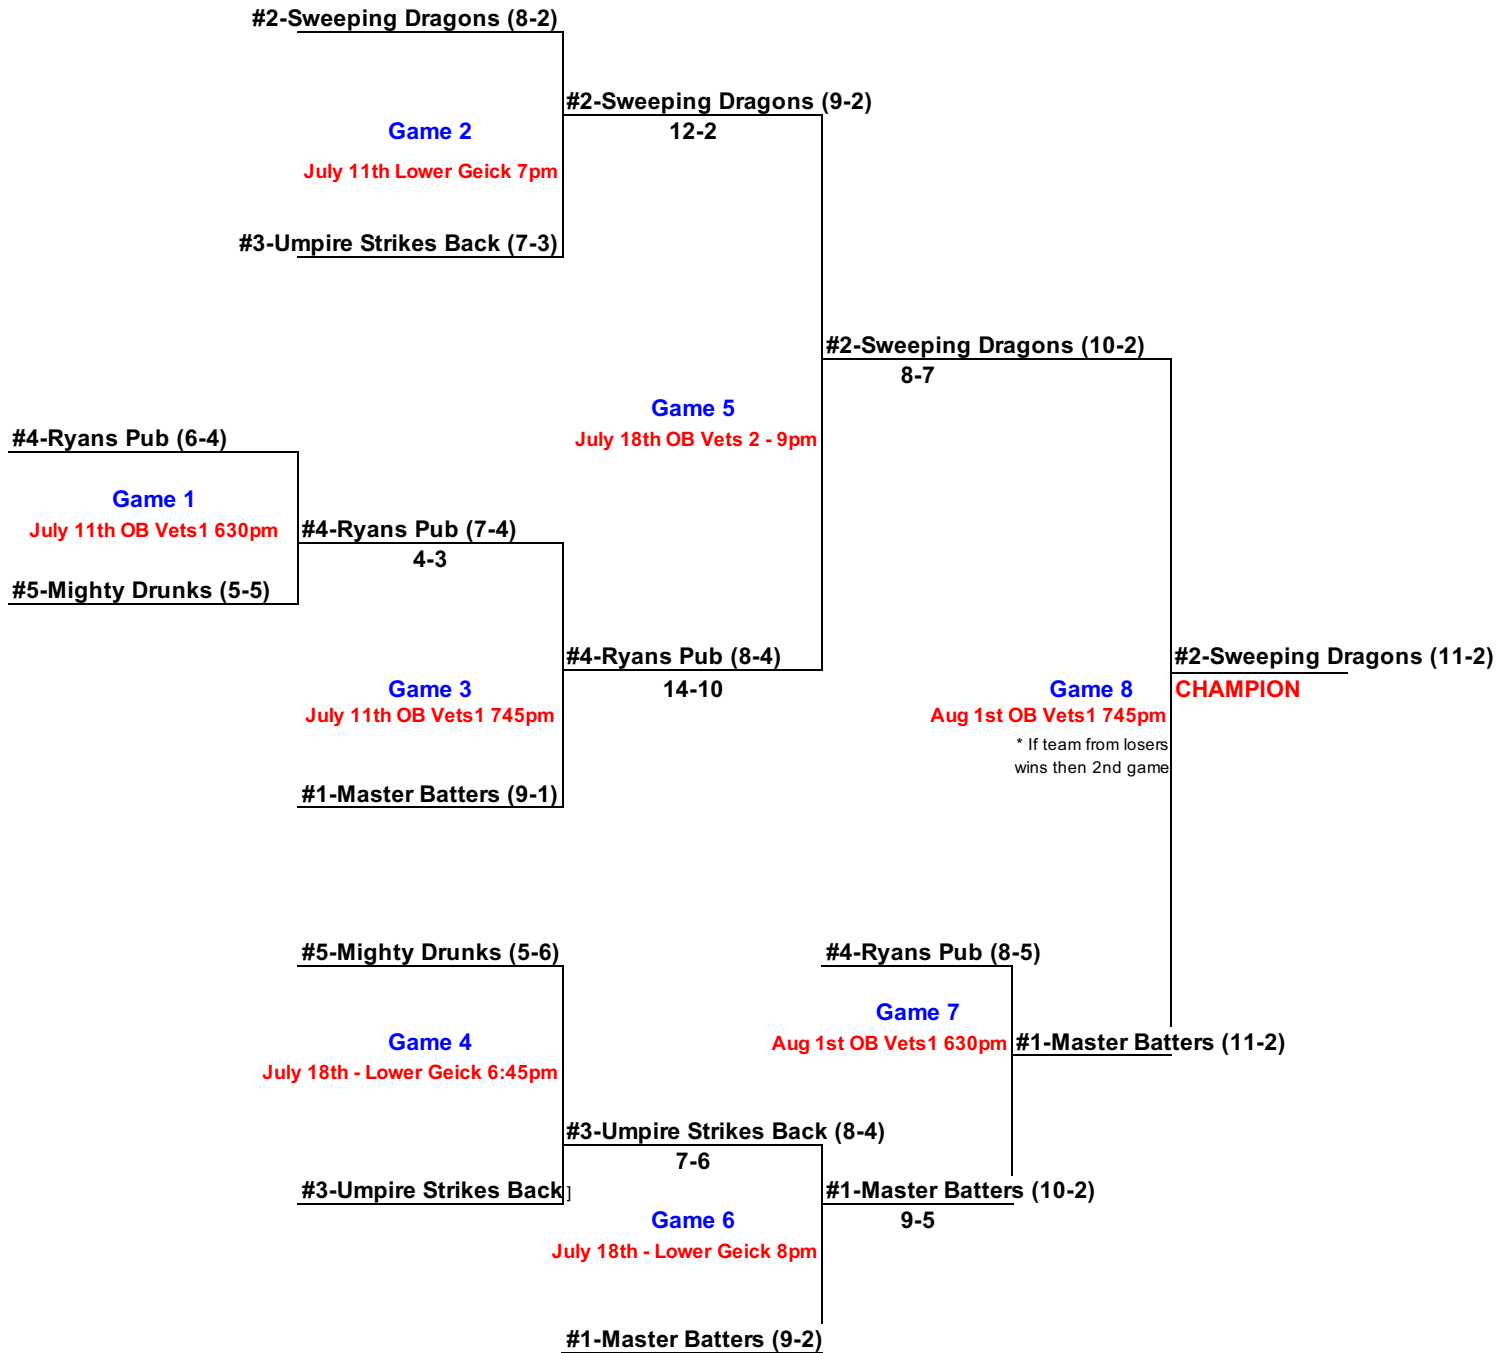 #2-Sweeping Dragons (8-2)
#2-Sweeping Dragons (9-2)
Game 2
12-2
July 11th Lower Geick 7pm
#3-Umpire Strikes Back (7-3)
#2-Sweeping Dragons (10-2)
8-7
Game 5
July 18th OB Vets 2 - 9pm
#4-Ryans Pub (6-4)
Game 1
July 11th OB Vets1 630pm
#4-Ryans Pub (7-4)
4-3
#5-Mighty Drunks (5-5)
#4-Ryans Pub (8-4)
14-10
Game 3
July 11th OB Vets1 745pm
#2-Sweeping Dragons (11-2)
CHAMPION
Game 8
Aug 1st OB Vets1 745pm
* If team from losers
wins then 2nd game
#1-Master Batters (9-1)
#5-Mighty Drunks (5-6)
#4-Ryans Pub (8-5)
Game 7
Aug 1st OB Vets1 630pm
#1-Master Batters (11-2)
Game 4
July 18th - Lower Geick 6:45pm
#3-Umpire Strikes Back (8-4)
7-6
#3-Umpire Strikes Back ]
#1-Master Batters (10-2)
9-5
Game 6
July 18th - Lower Geick 8pm
#1-Master Batters (9-2)